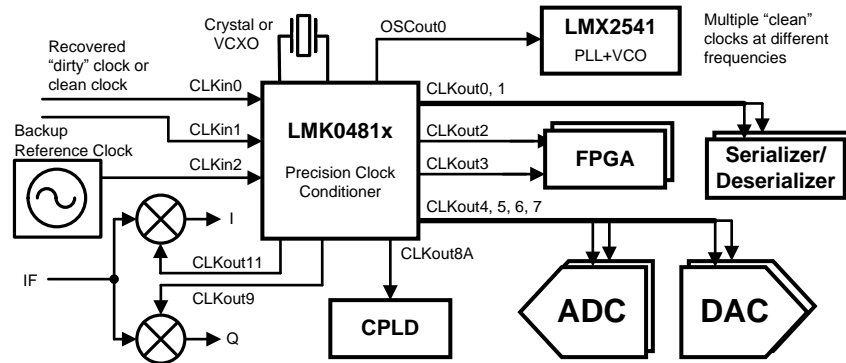 Crystal or
VCXO
OSCout0
LMX2541
PLL+VCO
Multiple “clean”
clocks at different
frequencies
Recovered
“dirty” clock or
clean clock
CLKin0
CLKin1
CLKin2
Backup
Reference Clock
LMK0481x
Precision Clock
Conditioner
CLKout0, 1
CLKout2
CLKout3
FPGA
Serializer/
Deserializer
CLKout4, 5, 6, 7
I
CLKout11
CLKout8A
IF
CLKout9
Q
CPLD
ADC
DAC